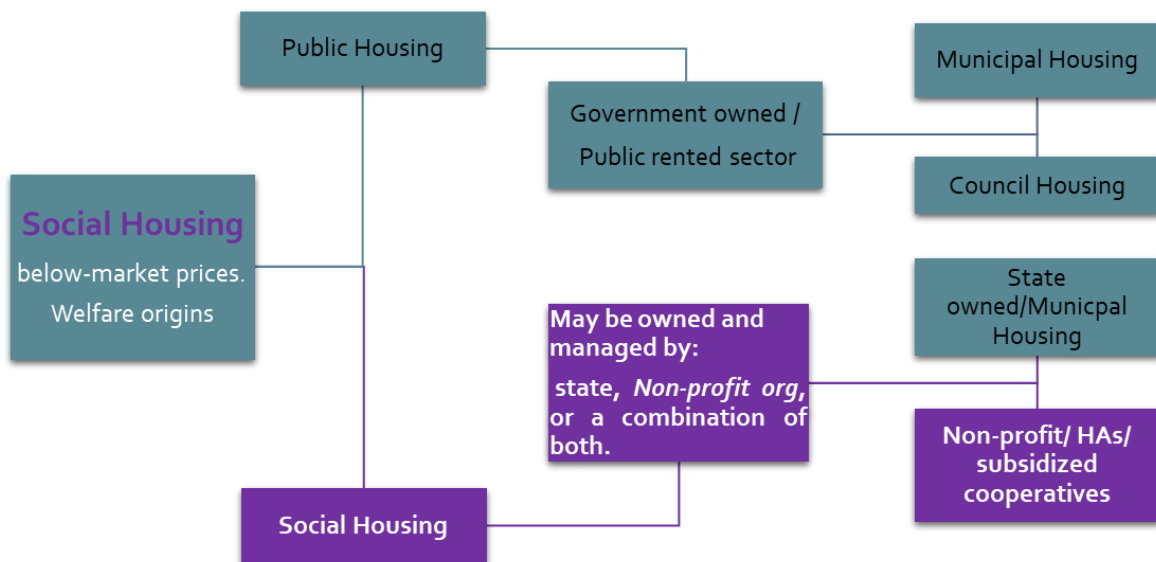 Public Housing
Municipal Housing
Government owned /
Public rented sector
Council Housing
Social Housing
below-market prices.
Welfare origins
State
owned/Municpal
Housing
May be owned and
managed by:
state, Non-profit org,
or a combination of
both.
Non-profit/ HAs/
subsidized
cooperatives
Social Housing